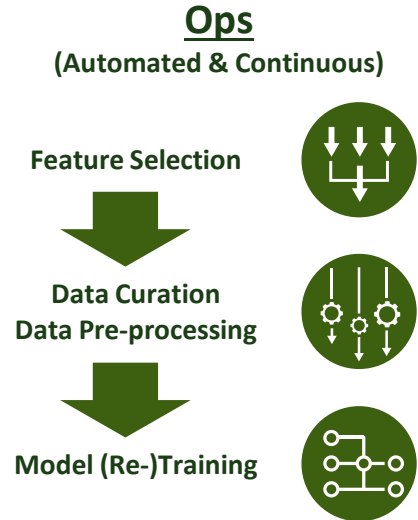 Ops
(Automated & Continuous)
Feature Selection
Data Curation
Data Pre-processing
Model (Re-)Training